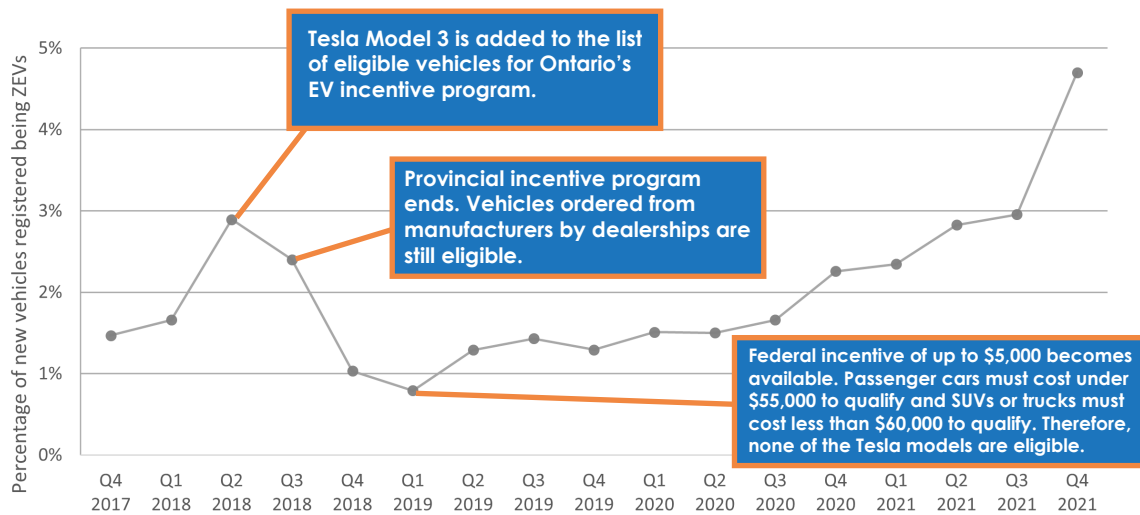 Percentage of new vehicles registered being ZEVs
5%
4%
3%
2%
1%
0%
Tesla Model 3 is added to the list
of eligible vehicles for Ontario's
EV incentive program.
Provincial incentive program
ends. Vehicles ordered from
manufacturers by dealerships are
still eligible.
Federal incentive of up to $5,000 becomes
available. Passenger cars must cost under
$55,000 to qualify and SUVs or trucks must
cost less than $60,000 to qualify. Therefore,
none of the Tesla models are eligible.
Q4 Q1 Q2 Q3 Q4 Q1 Q2 Q3 Q4 Q1 Q2 Q3 Q4 Q1 Q2 Q3 Q4
2017 2018 2018 2018 2018 2019 2019 2019 2019 2020 2020 2020 2020 2021 2021 2021 2021